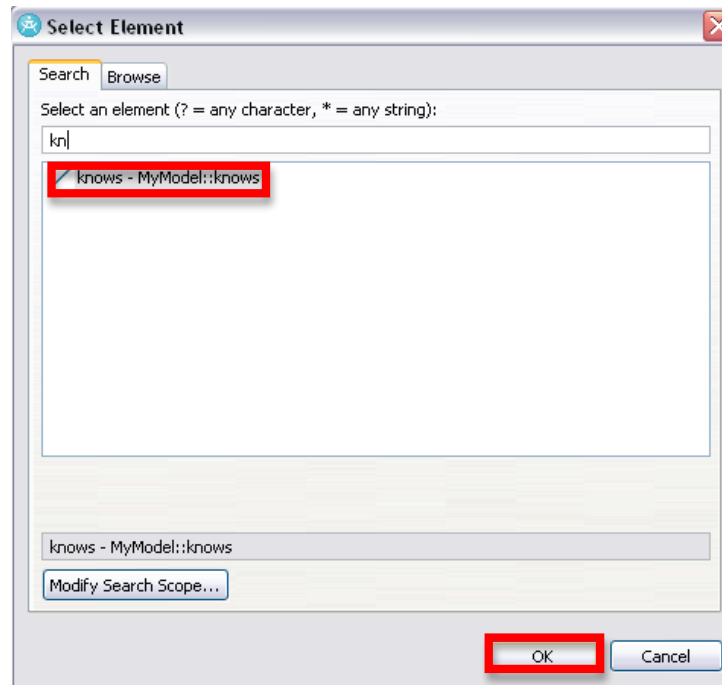 Select Element
Search Browse
Select an element (? = any character, * = any string):
kn
knows - MyModel::knows
knows - MyModel::knows
Modify Search Scope...
OK Cancel